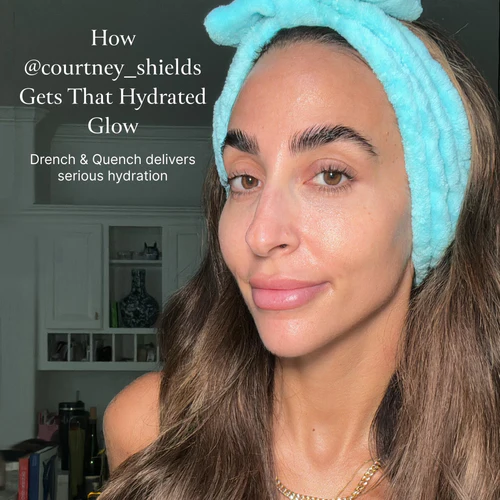 How
@courtney_shields
Gets That Hydrated
Glow
Drench & Quench delivers
serious hydration